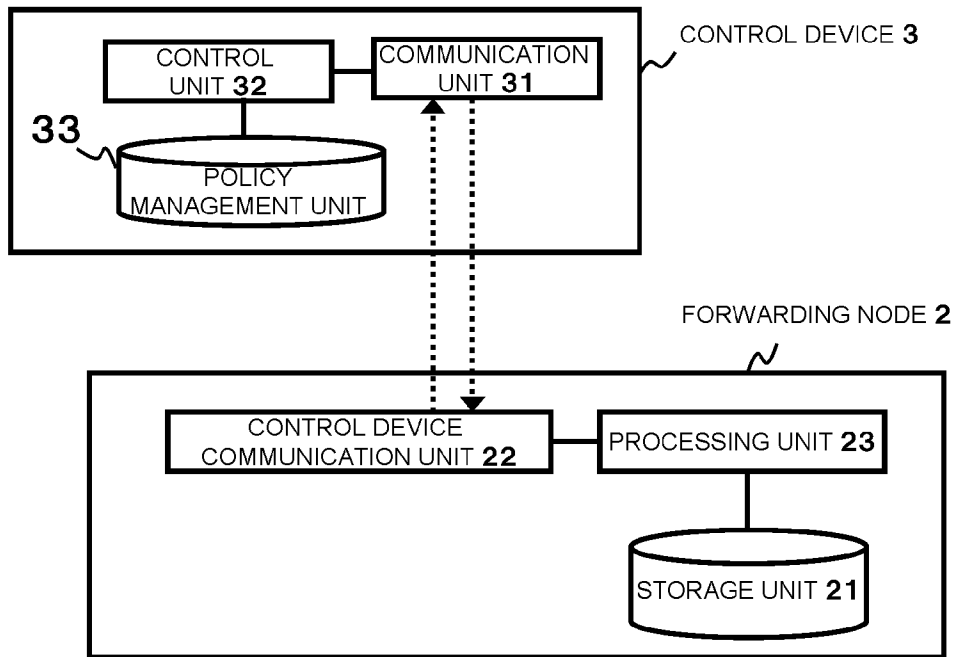 CONTROL DEVICE 3
CONTROL
UNIT 32
COMMUNICATION
UNIT 31
33
POLICY
MANAGEMENT UNIT
FORWARDING NODE 2
CONTROL DEVICE
COMMUNICATION UNIT 22
PROCESSING UNIT 23
STORAGE UNIT 21